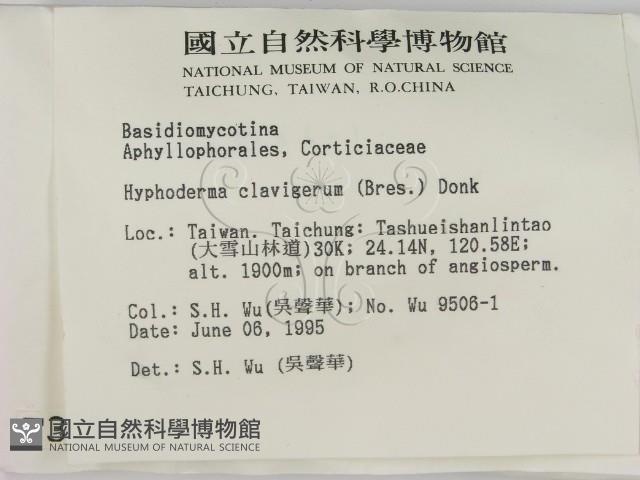 國立自然科學博物館
NATIONAL MUSEUM OF NATURAL SCIENCE
TAICHUNG, TAIWAN, R.O.CHINA
Basidiomycotina
Aphyllophorales, Corticiaceae
Hyphoderma clavigerum (Bres.) Donk
Loc.: Taiwan. Taichung: Tashueishanlintao
(大雪山林道)30K; 24.14N, 120.58E;
alt. 1900m; on branch of angiosperm.
Col.: S.H. Wu(吳聲華); No. Wu 9506-1
Date: June 06, 1995
Det.: S.H. Wu (吳聲華)
國立自然科學博物館
NATIONAL MUSEUM OF NATURAL SCIENCE